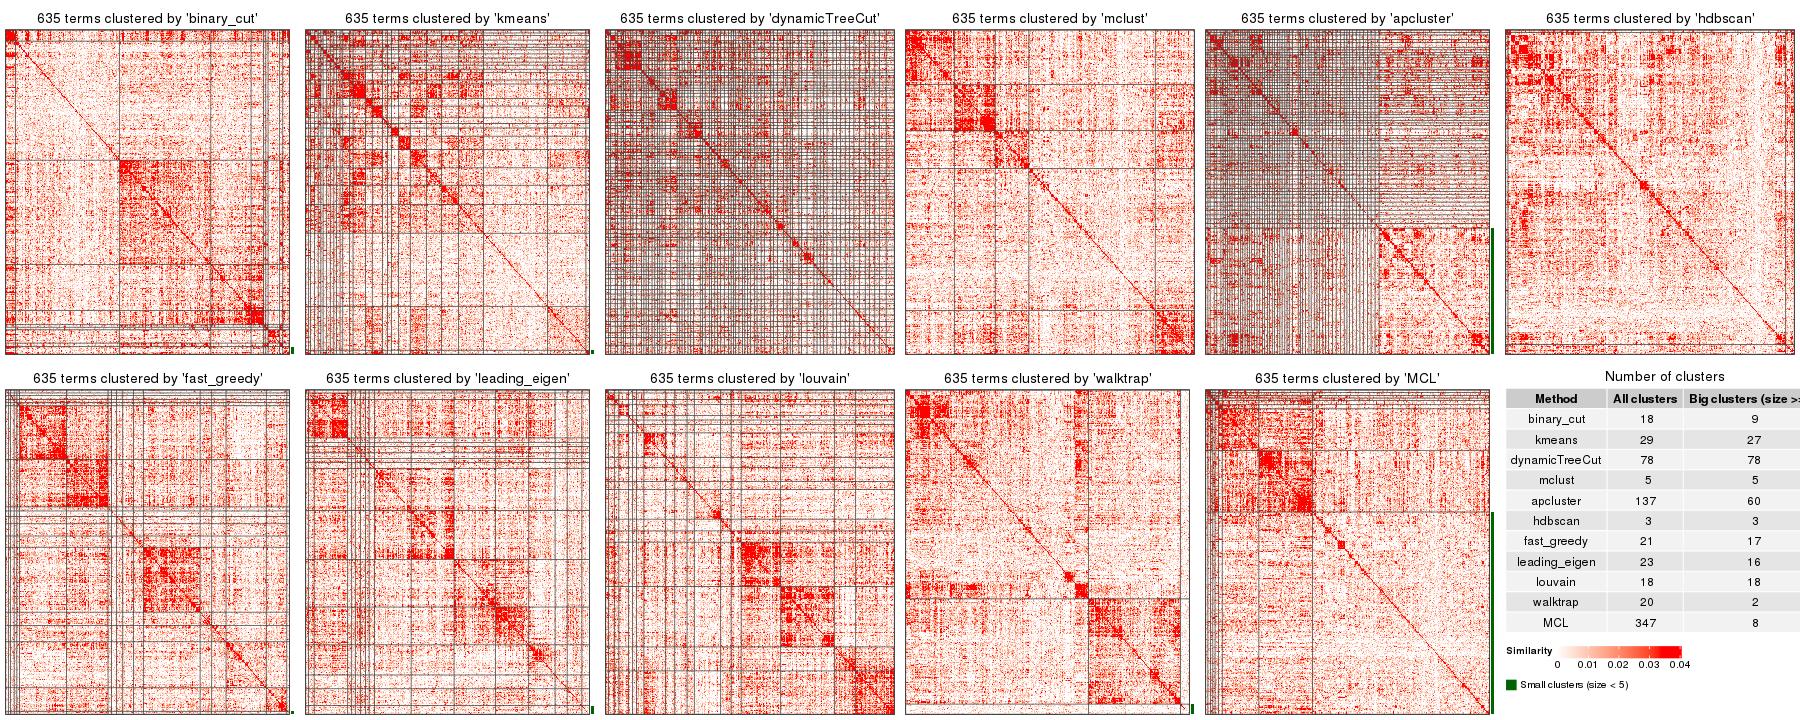 635 terms clustered by 'binary_cut'
635 terms clustered by 'kmeans'
635 terms clustered by 'dynamicTreeCut'
635 terms clustered by 'mclust'
635 terms clustered by 'apcluster'
635 terms clustered by 'hdbscan'
635 terms clustered by 'fast_greedy'
635 terms clustered by 'leading_eigen'
635 terms clustered by 'louvain'
635 terms clustered by 'walktrap'
635 terms clustered by 'MCL'
Number of clusters
Method All clusters Big clusters (size >=
binary_cut 18 9
kmeans 29 27
dynamicTreeCut 78 78
mclust 5 5
apcluster 137 60
hdbscan 3 3
fast_greedy 21 17
leading_eigen 23 16
louvain 18 18
walktrap 20 2
MCL 347 8
Similarity
0 0.01 0.02 0.03 0.04
Small clusters (size < 5)